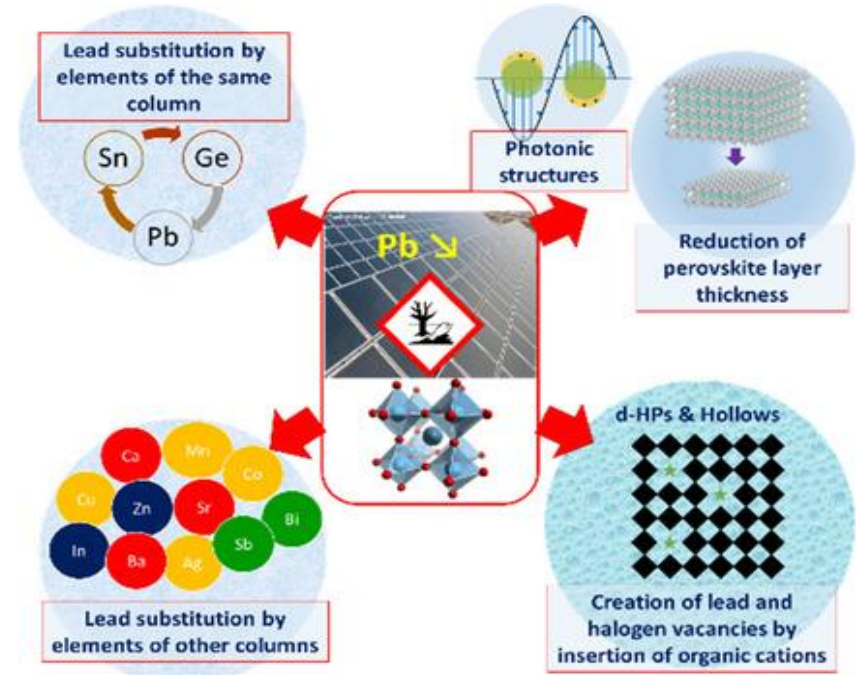 Lead substitution by
elements of the same
column
Sn
Ge
Pb
Photonic
structures
Reduction of
perovskite layer
thickness
Pb ↘
Ca
Mn
Co
Cu
Zn
Sr
Bi
In
Ba
Ag
Sb
Lead substitution by
elements of other columns
d-HPs & Hollows
Creation of lead and
halogen vacancies by
insertion of organic cations